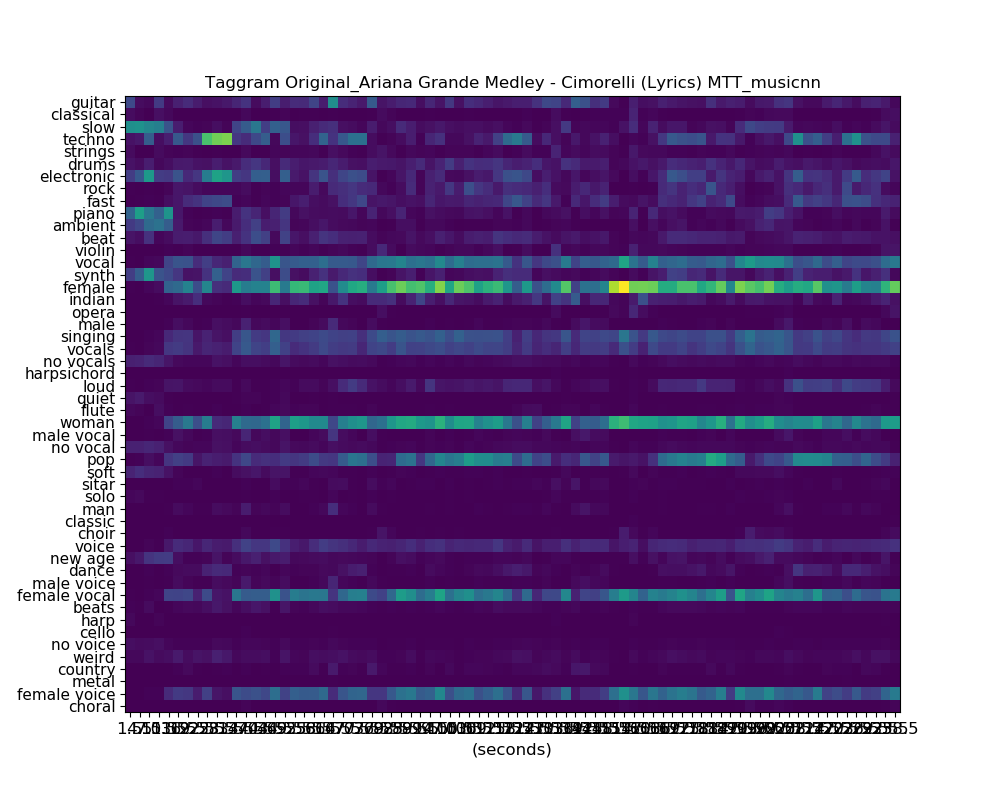 Taggram Original_Ariana Grande Medley - Cimorelli (Lyrics) MTT_musicnn
guitar
classical
slow
techno
strings
drums
electronic
rock
fast
piano
ambient
beat
violin
vocal
synth
female
indian
opera
male
singing
vocals
no vocals
harpsichord
loud
quiet
flute
woman
male vocal
no vocal
pop
soft
sitar
solo
man
classic
choir
voice
new age
dance
male voice
female vocal
beats
harp
cello
no voice
weird
country
metal
female voice
choral
(seconds)